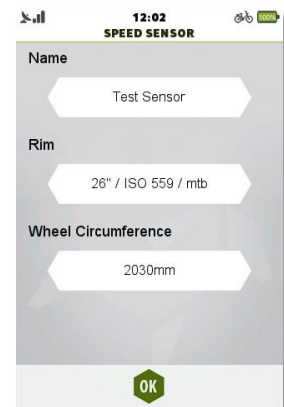 12:02
100%
SPEED SENSOR
Name
Test Sensor
Rim
26" / ISO 559 / mtb
Wheel Circumference
2030mm
OK